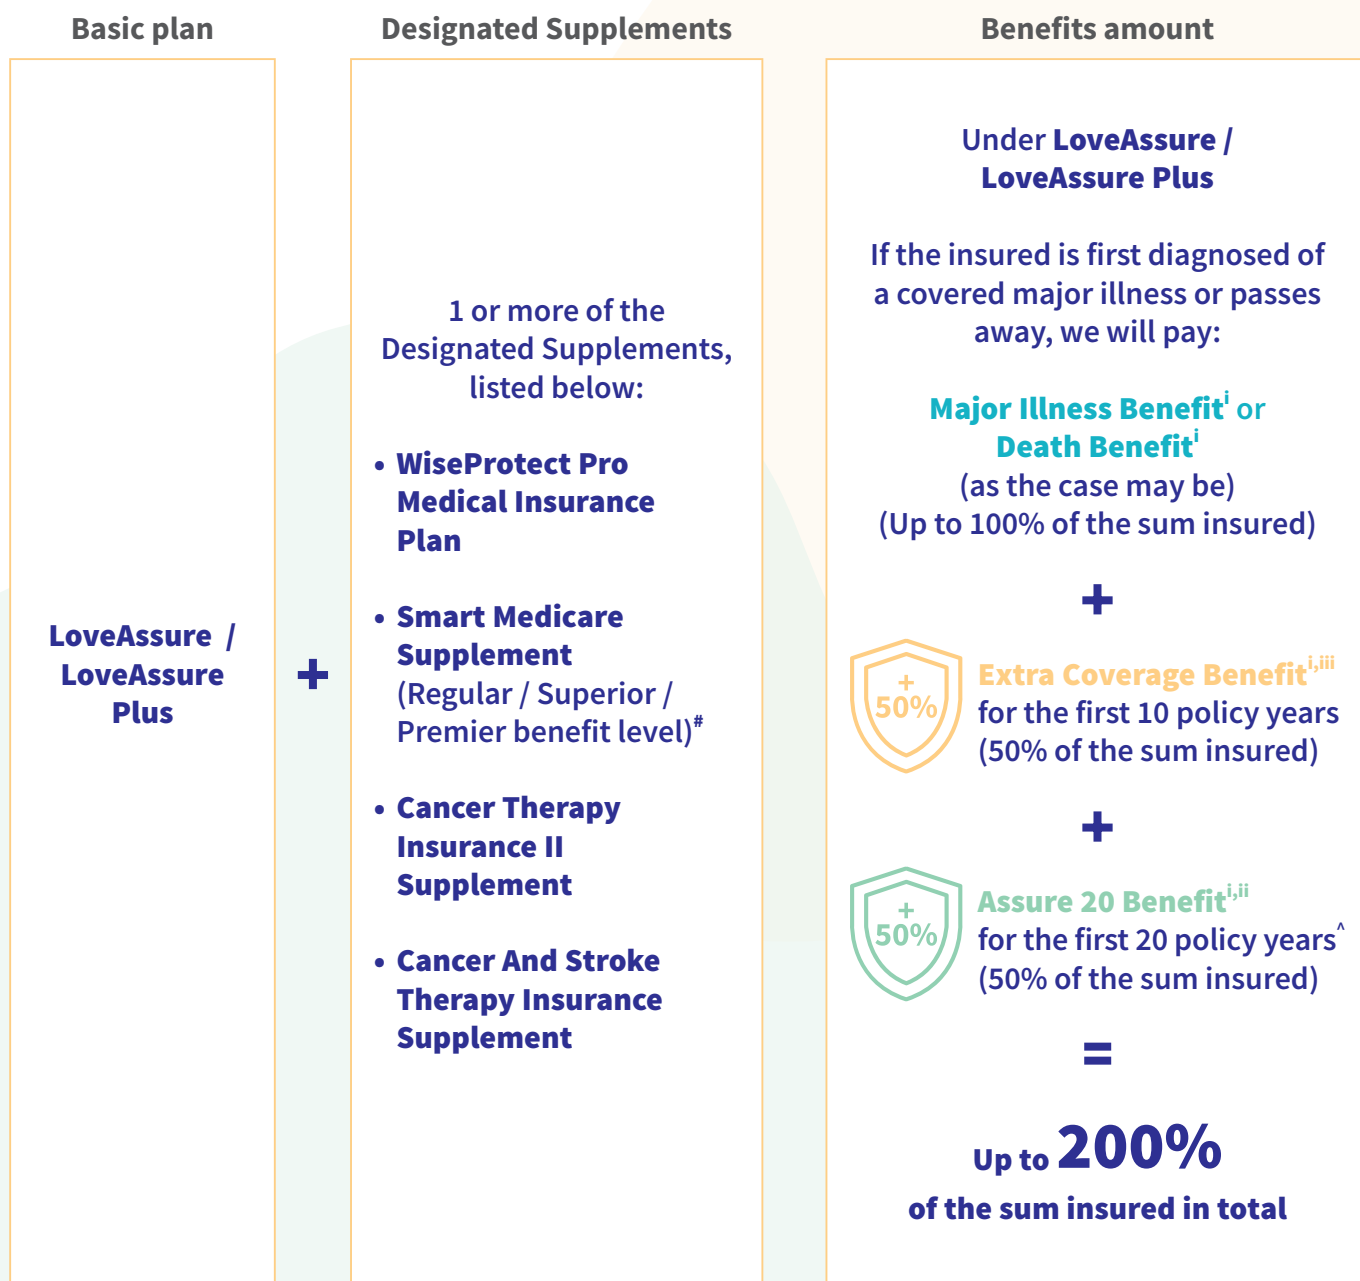 Basic plan
Designated Supplements
Benefits amount
LoveAssure /
LoveAssure
Plus
+
1 or more of the
Designated Supplements,
listed below:
• WiseProtect Pro
Medical Insurance
Plan
• Smart Medicare
Supplement
(Regular / Superior /
Premier benefit level)#
• Cancer Therapy
Insurance II
Supplement
• Cancer And Stroke
Therapy Insurance
Supplement
Under LoveAssure /
LoveAssure Plus
If the insured is first diagnosed of
a covered major illness or passes
away, we will pay:
Major Illness Benefit^i or
Death Benefit^i
(as the case may be)
(Up to 100% of the sum insured)
+
+
50%
Extra Coverage Benefit^i,iii
for the first 10 policy years
(50% of the sum insured)
+
+
50%
Assure 20 Benefit^i,ii
for the first 20 policy years^
(50% of the sum insured)
=
Up to 200%
of the sum insured in total